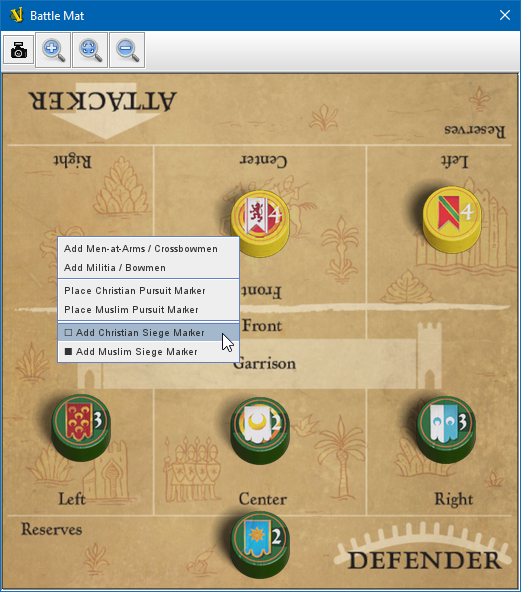 Battle Mat
ATTACKER
Reserves
Right Center Left
4 4
Add Men-at-Arms / Crossbowmen
Add Militia / Bowmen
Place Christian Pursuit Marker
Place Muslim Pursuit Marker
Add Christian Siege Marker
Add Muslim Siege Marker
Front
Front
Garrison
3 2 3
Left Center Right
Reserves
2
DEFENDER